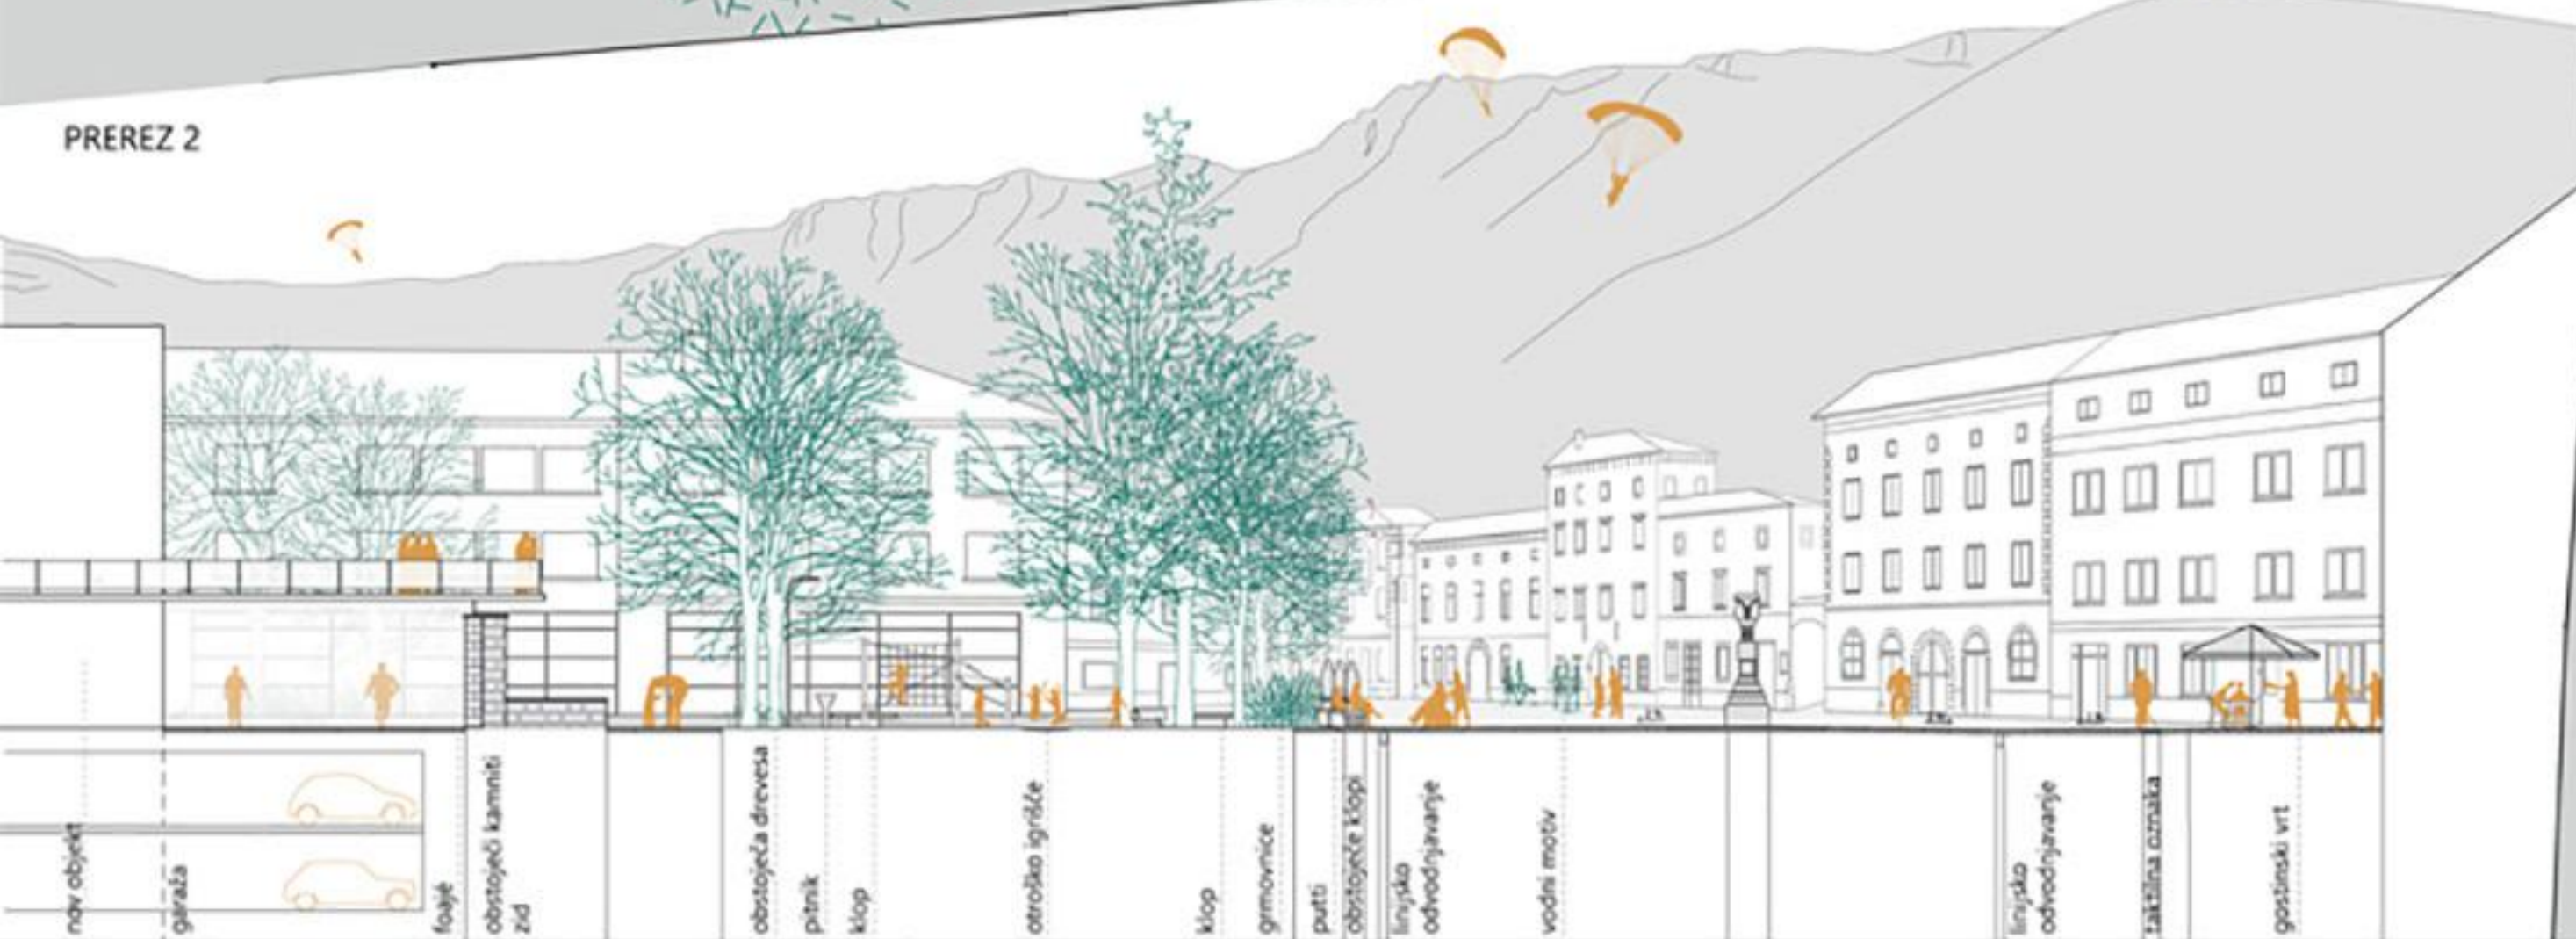 PREREZ 2
nov objekt
garaža
foaje
obstoječi kamniti
zid
obstoječa drevesa
pitnik
klop
otroško igrišče
klop
grmovnice
putti
obstoječe klopi
linijsko
odvodnjavanje
vodni motiv
linijsko
odvodnjavanje
taktilna oznaka
gostinski vrt